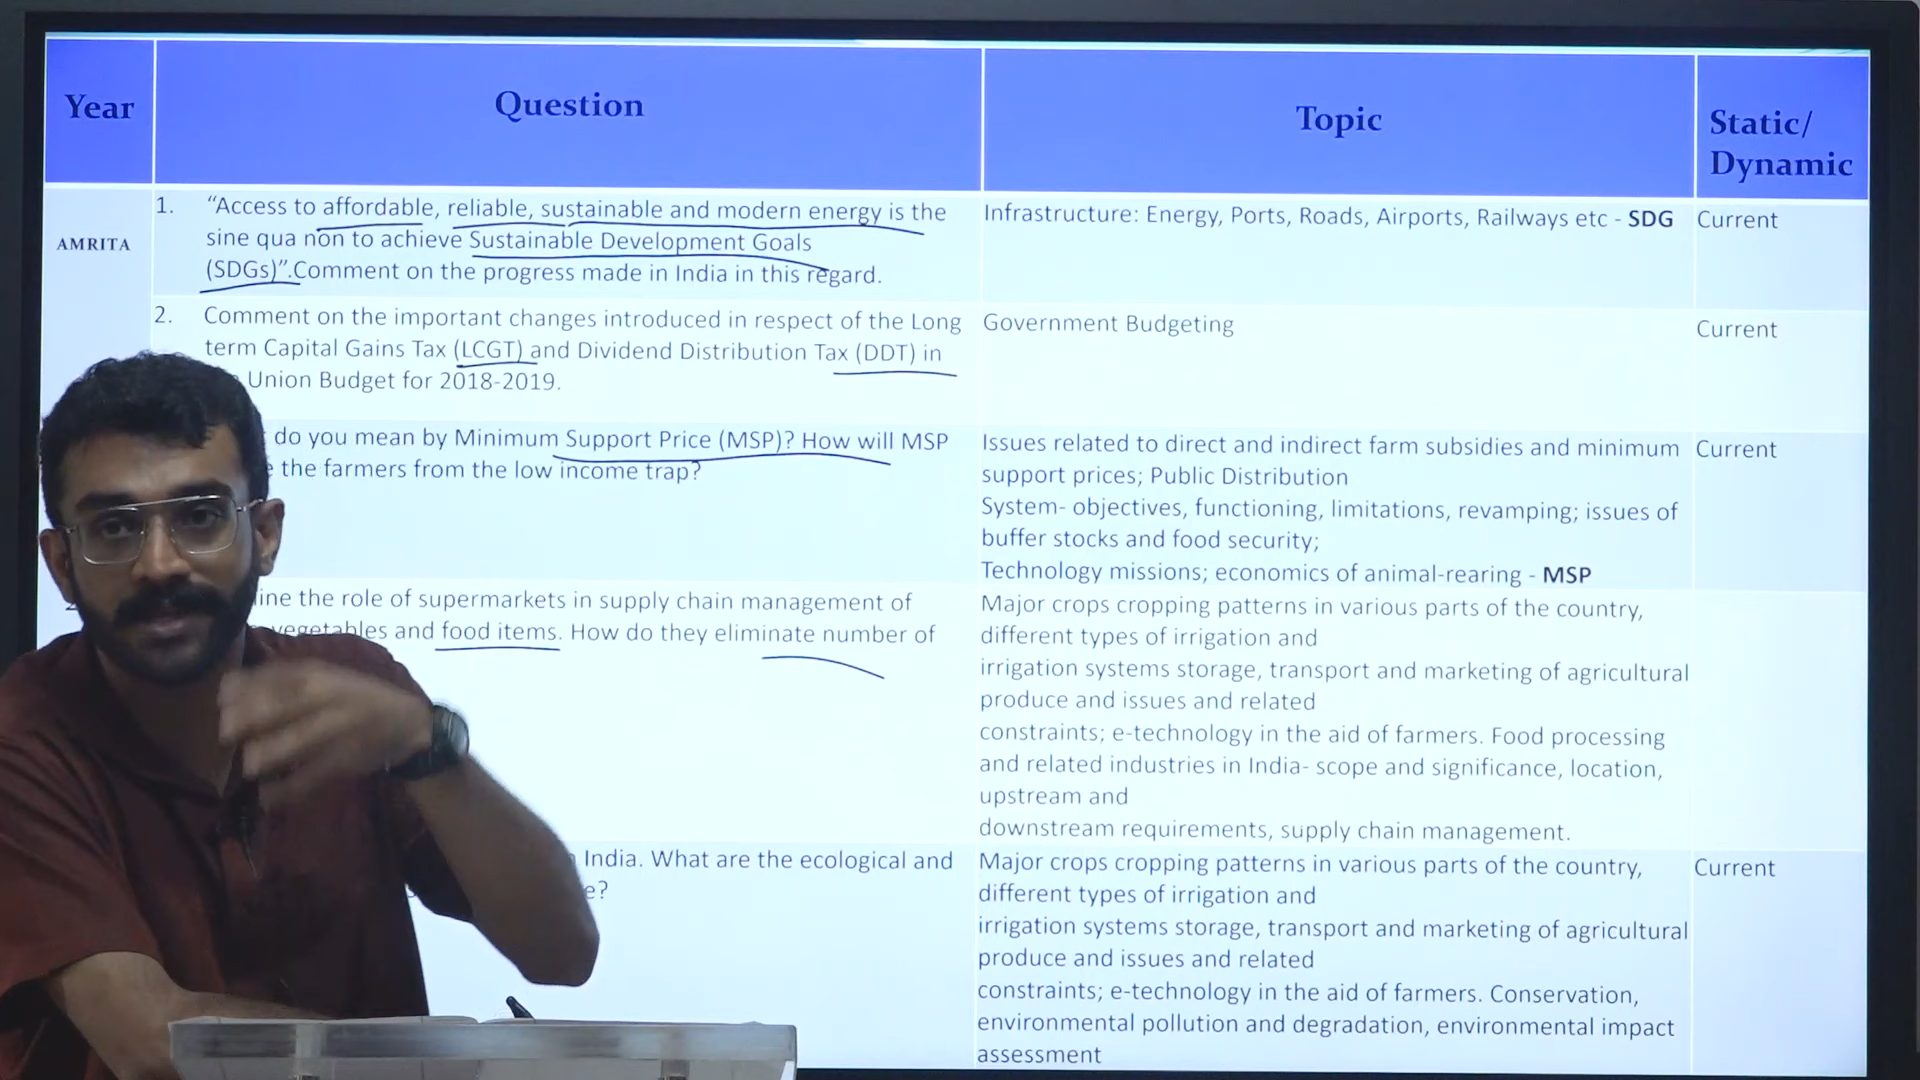 Year
Question
Topic
Static/
Dynamic
AMRITA
1. “Access to affordable, reliable, sustainable and modern energy is the
sine qua non to achieve Sustainable Development Goals
(SDGs)”.Comment on the progress made in India in this regard.
Infrastructure: Energy, Ports, Roads, Airports, Railways etc - SDG
Current
2. Comment on the important changes introduced in respect of the Long
term Capital Gains Tax (LCGT) and Dividend Distribution Tax (DDT) in
Union Budget for 2018-2019.
Government Budgeting
Current
do you mean by Minimum Support Price (MSP)? How will MSP
the farmers from the low income trap?
Issues related to direct and indirect farm subsidies and minimum
support prices; Public Distribution
System- objectives, functioning, limitations, revamping; issues of
buffer stocks and food security;
Technology missions; economics of animal-rearing - MSP
Current
the role of supermarkets in supply chain management of
vegetables and food items. How do they eliminate number of
Major crops cropping patterns in various parts of the country,
different types of irrigation and
irrigation systems storage, transport and marketing of agricultural
produce and issues and related
constraints; e-technology in the aid of farmers. Food processing
and related industries in India- scope and significance, location,
upstream and
downstream requirements, supply chain management.
India. What are the ecological and
Major crops cropping patterns in various parts of the country,
different types of irrigation and
irrigation systems storage, transport and marketing of agricultural
produce and issues and related
constraints; e-technology in the aid of farmers. Conservation,
environmental pollution and degradation, environmental impact
assessment
Current